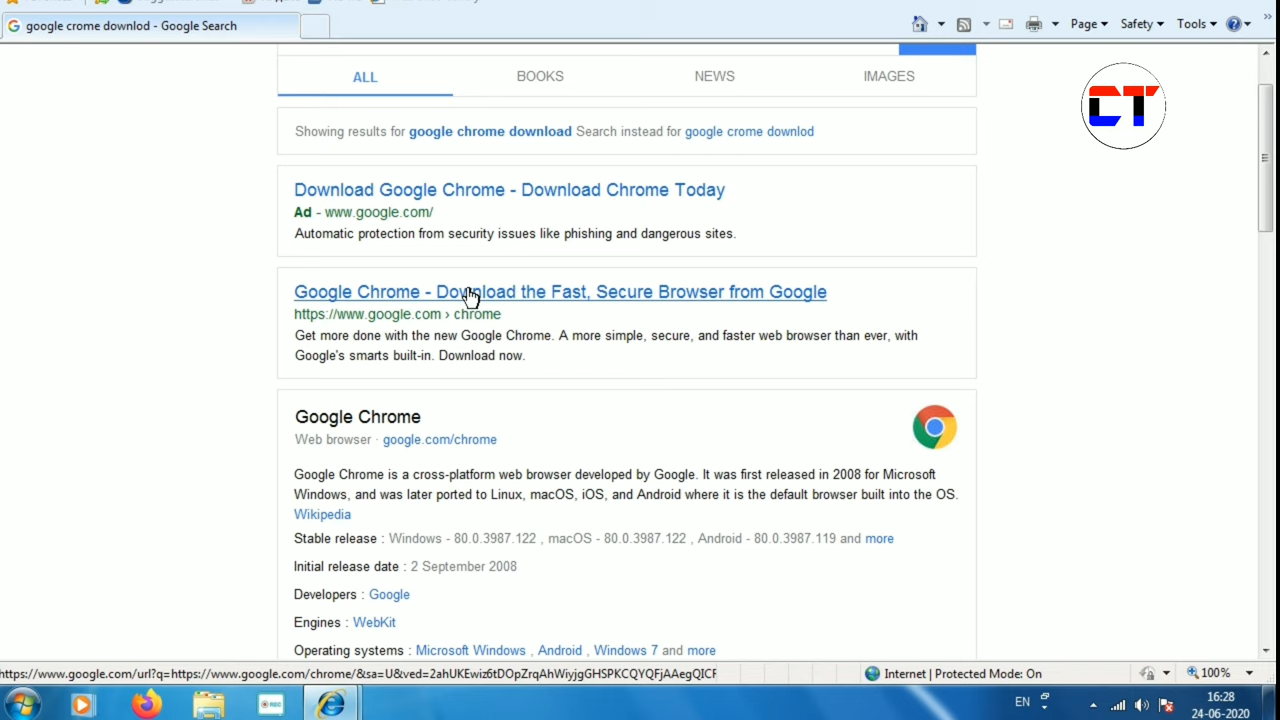 google crome downlod - Google Search
Page
Safety
Tools
ALL
BOOKS
NEWS
IMAGES
CT
Showing results for google chrome download Search instead for google crome downlod
Download Google Chrome - Download Chrome Today
Ad - www.google.com/
Automatic protection from security issues like phishing and dangerous sites.
Google Chrome - Download the Fast, Secure Browser from Google
https://www.google.com › chrome
Get more done with the new Google Chrome. A more simple, secure, and faster web browser than ever, with
Google's smarts built-in. Download now.
Google Chrome
Web browser · google.com/chrome
Google Chrome is a cross-platform web browser developed by Google. It was first released in 2008 for Microsoft
Windows, and was later ported to Linux, macOS, iOS, and Android where it is the default browser built into the OS.
Wikipedia
Stable release : Windows - 80.0.3987.122 , macOS - 80.0.3987.122 , Android - 80.0.3987.119 and more
Initial release date : 2 September 2008
Developers : Google
Engines : WebKit
Operating systems : Microsoft Windows , Android , Windows 7 and more
https://www.google.com/url?q=https://www.google.com/chrome/&sa=U&ved=2ahUKEwiz6tDOpZrqAhWiyjgGHSPKCQYQFjAAegQICF
Internet | Protected Mode: On
100%
REC
EN
16:28
24-06-2020